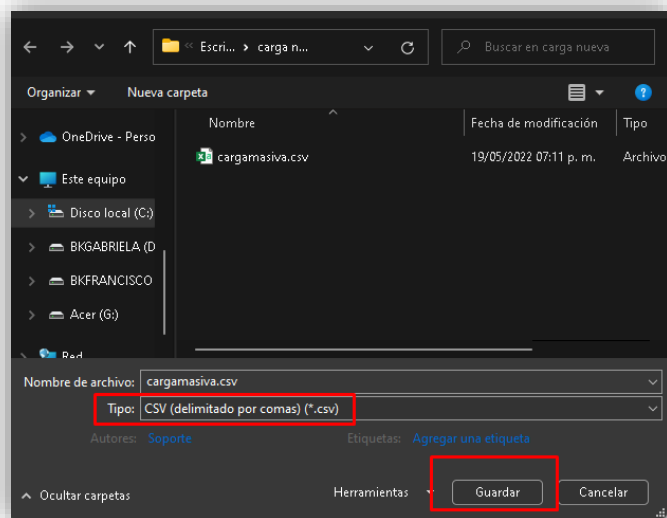 « Escri... › carga n...
Buscar en carga nueva
Organizar
Nueva carpeta
Nombre
Fecha de modificación
Tipo
OneDrive - Perso
cargamasiva.csv
19/05/2022 07:11 p. m.
Archivo
Este equipo
Disco local (C:)
BKGABRIELA (D
BKFRANCISCO
Acer (G:)
Red
Nombre de archivo: cargamasiva.csv
Tipo: CSV (delimitado por comas) (*.csv)
Autores: Soporte
Etiquetas: Agregar una etiqueta
Ocultar carpetas
Herramientas
Guardar
Cancelar